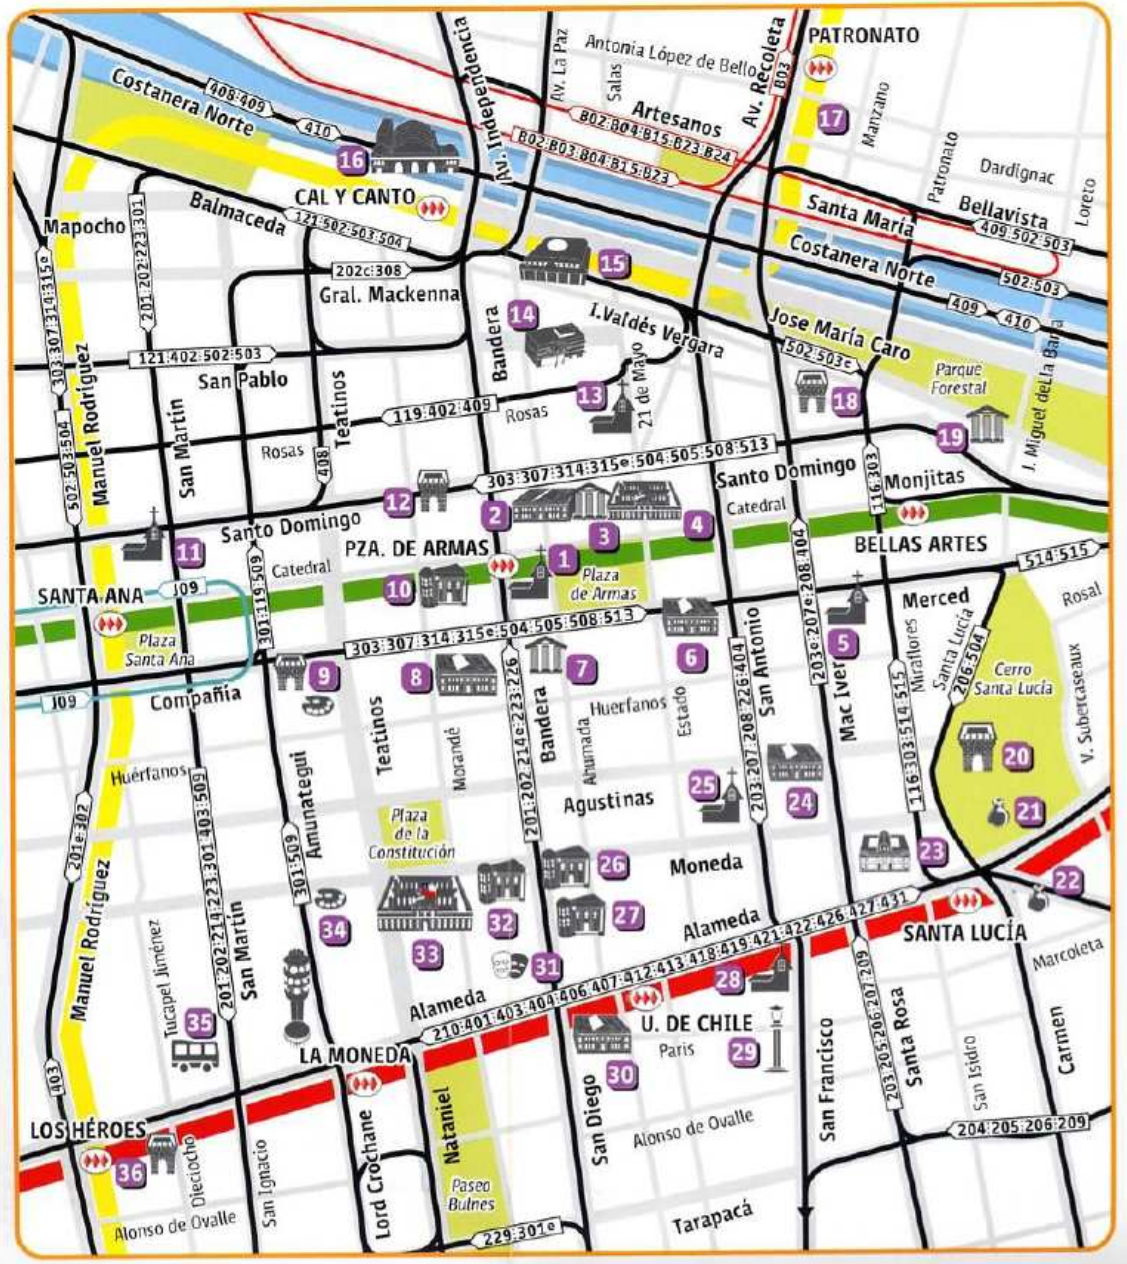 PATRONATO
Antonia López de Bello
Av. La Paz
Salas
Av. Recoleta
B03
Av. Independencia
Artesanos
B02:B04:B15:B23:B24
B02:B03:B04:B15:B23
17
Manzano
Patronato
Dardignac
Loreto
Costanera Norte
408:409
410
16
CAL Y CANTO
Balmaceda
121:502:503:504
Mapocho
201:202:223:301
303:307:314:315e
202c:308
Gral. Mackenna
Santa María
Bellavista
409:502:503
Costanera Norte
502:503
409
410
15
14
Bandera
I.Valdés Vergara
Jose María Caro
502:503c
Parque
Forestal
121:402:502:503
San Pablo
Manuel Rodríguez
San Martín
Teatinos
119:402:409
Rosas
13
21 de Mayo
18
19
Rosas
408
502:503:504
12
303:307:314:315e:504:505:508:513
Santo Domingo
Catedral
Monjitas
116:303
11
Santo Domingo
PZA. DE ARMAS
2
3
4
BELLAS ARTES
514:515
SANTA ANA
J09
301:119:509
Catedral
10
1
Plaza
de Armas
203e:207e:208:404
5
Merced
Rosal
Plaza
Santa Ana
303:307:314:315e:504:505:508:513
6
Miraflores
Santa Lucía
206:504
J09
Compañía
9
8
7
Cerro
Santa Lucía
V. Subercaseaux
Teatinos
Morandé
Bandera
201:202:214e:223:226
Huerfanos
Ahumada
Estado
San Antonio
203:207:208:226:404
Mac Iver
116:303:514:515
20
Huérfanos
Amunategui
301:509
201e:302
201:202:214:223:301:403:509
Agustinas
25
24
21
Plaza
de la
Constitución
Moneda
23
22
26
32
27
34
33
31
Manuel Rodríguez
Tucapel Jiménez
San Martín
Alameda
SANTA LUCÍA
Marcoleta
Alameda
210:401:403:404:406:407:412:413:418:419:421:422:426:427:431
28
35
LA MONEDA
U. DE CHILE
Paris
29
30
San Francisco
203:205:206:207:209
Santa Rosa
San Isidro
Carmen
403
LOS HÉROES
36
Dieciocho
San Ignacio
Lord Crochane
Nataniel
San Diego
Alonso de Ovalle
204:205:206:209
Paseo
Bulnes
Alonso de Ovalle
229:301e
Tarapacá